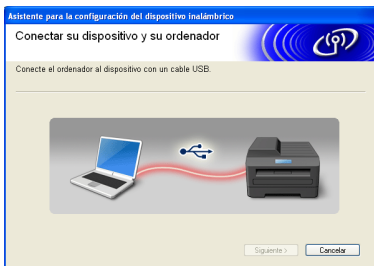 Asistente para la configuración del dispositivo inalámbrico
Conectar su dispositivo y su ordenador
Conecte el ordenador al dispositivo con un cable USB.
Siguiente >
Cancelar